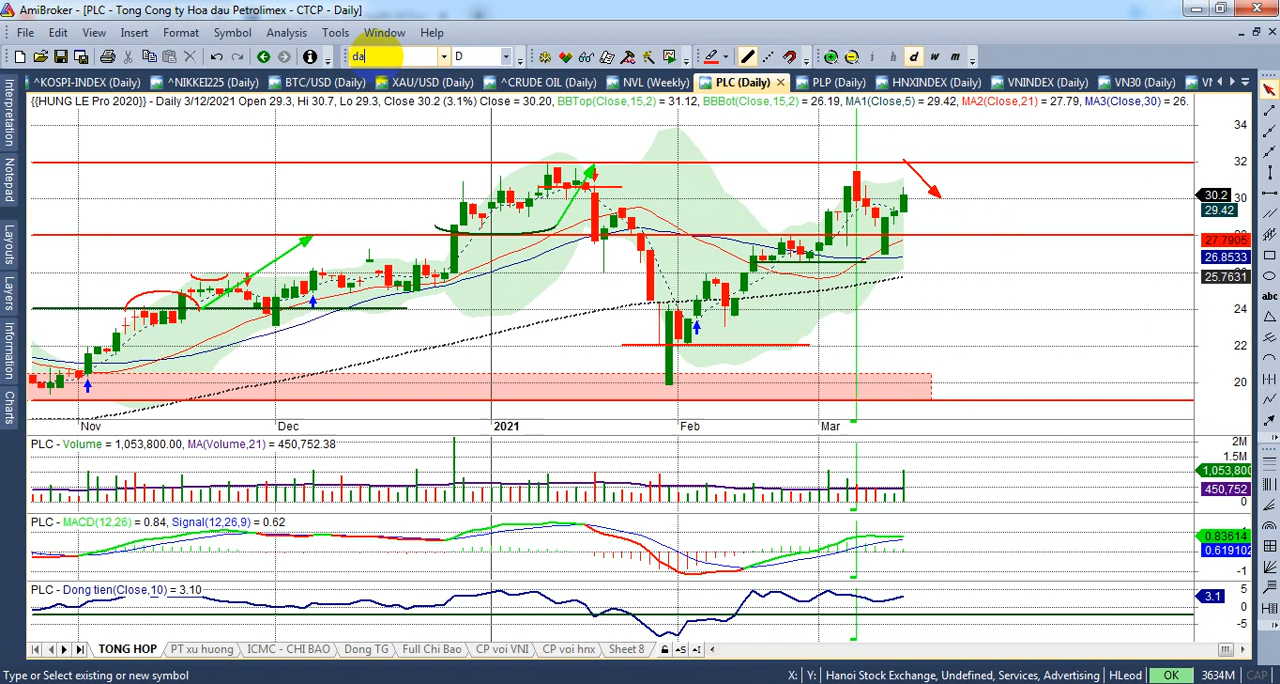 AmiBroker - [PLC - Tong Cong ty Hoa dau Petrolimex - CTCP - Daily]
File Edit View Insert Format Symbol Analysis Tools Window Help
da D i h d w m
^KOSPI-INDEX (Daily) ^NIKKEI225 (Daily) BTC/USD (Daily) XAU/USD (Daily) ^CRUDE OIL (Daily) NVL (Weekly) PLC (Daily) PLP (Daily) HNXINDEX (Daily) VNINDEX (Daily) VN30 (Daily)
{{HUNG LE Pro 2020}} - Daily 3/12/2021 Open 29.3, Hi 30.7, Lo 29.3, Close 30.2 (3.1%) Close = 30.20, BBTop(Close,15,2) = 31.12, BBBot(Close,15,2) = 26.19, MA1(Close,5) = 29.42, MA2(Close,21) = 27.79, MA3(Close,30) = 26.
Interpretation
Notepad
Layouts
Layers
Information
Charts
34
32
30
30.2
29.42
27.7905
26.8533
25.7631
24
22
20
abc
Nov Dec 2021 Feb Mar
PLC - Volume = 1,053,800.00, MA(Volume,21) = 450,752.38
2M
1.5M
1,053,800
450,752
0
PLC - MACD(12,26) = 0.84, Signal(12,26,9) = 0.62
0.83614
0.619102
-1
PLC - Dong tien(Close,10) = 3.10
5
3.1
0
-5
TONG HOP PT xu huong ICMC - CHI BAO Dong TG Full Chi Bao CP voi VNI CP voi hnx Sheet 8
Type or Select existing or new symbol X: Y: Hanoi Stock Exchange, Undefined, Services, Advertising HLeod OK 3634M CAP